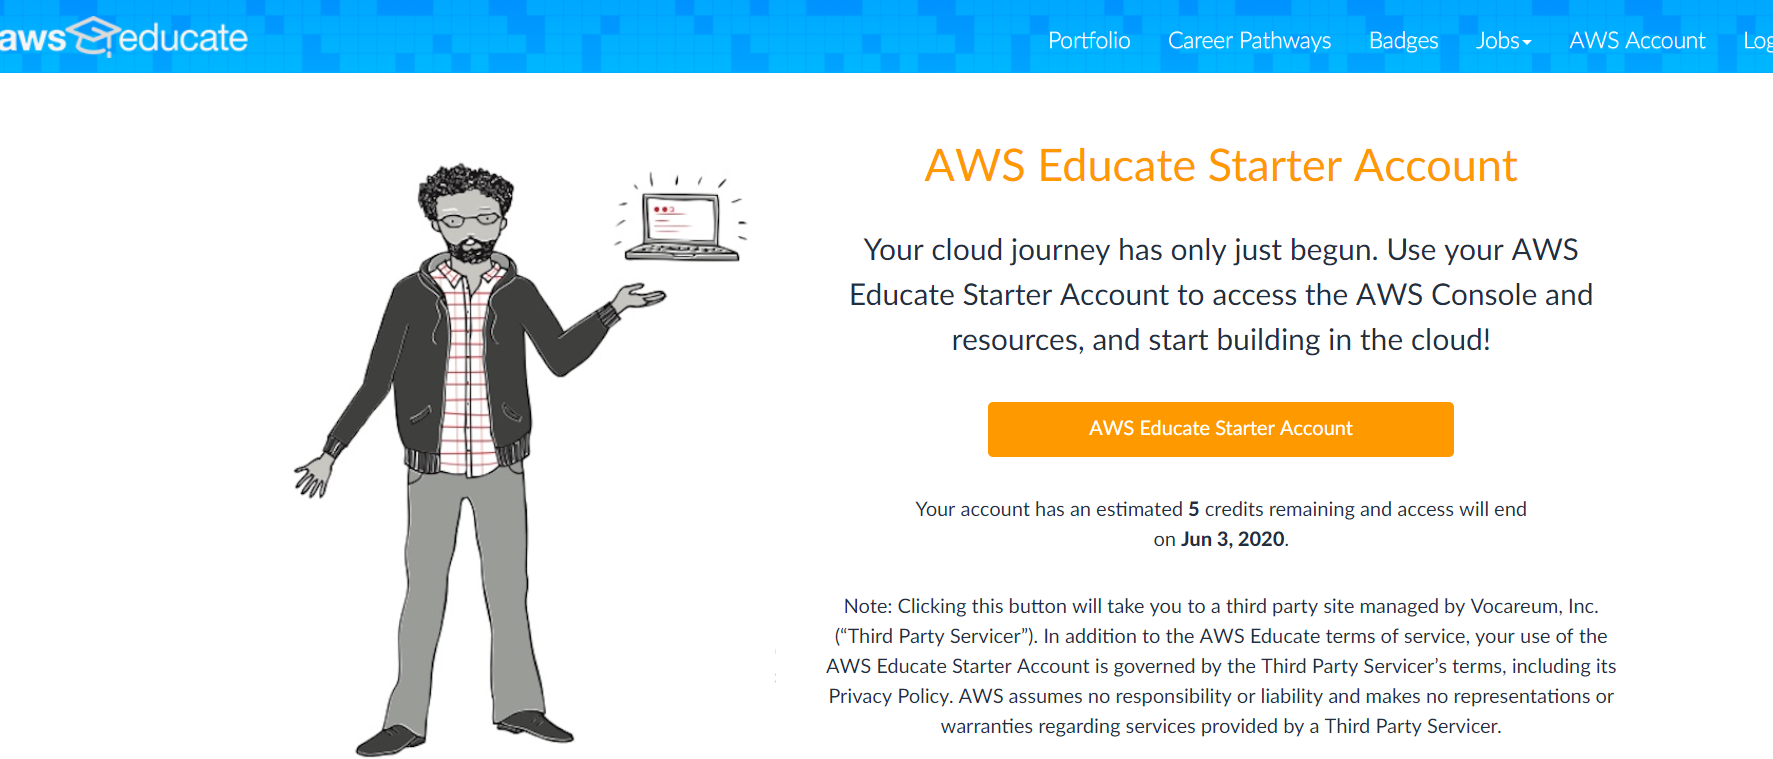 aws educate
Portfolio Career Pathways Badges Jobs AWS Account
AWS Educate Starter Account
Your cloud journey has only just begun. Use your AWS
Educate Starter Account to access the AWS Console and
resources, and start building in the cloud!
AWS Educate Starter Account
Your account has an estimated 5 credits remaining and access will end
on Jun 3, 2020.
Note: Clicking this button will take you to a third party site managed by Vocareum, Inc.
(“Third Party Servicer”). In addition to the AWS Educate terms of service, your use of the
AWS Educate Starter Account is governed by the Third Party Servicer’s terms, including its
Privacy Policy. AWS assumes no responsibility or liability and makes no representations or
warranties regarding services provided by a Third Party Servicer.